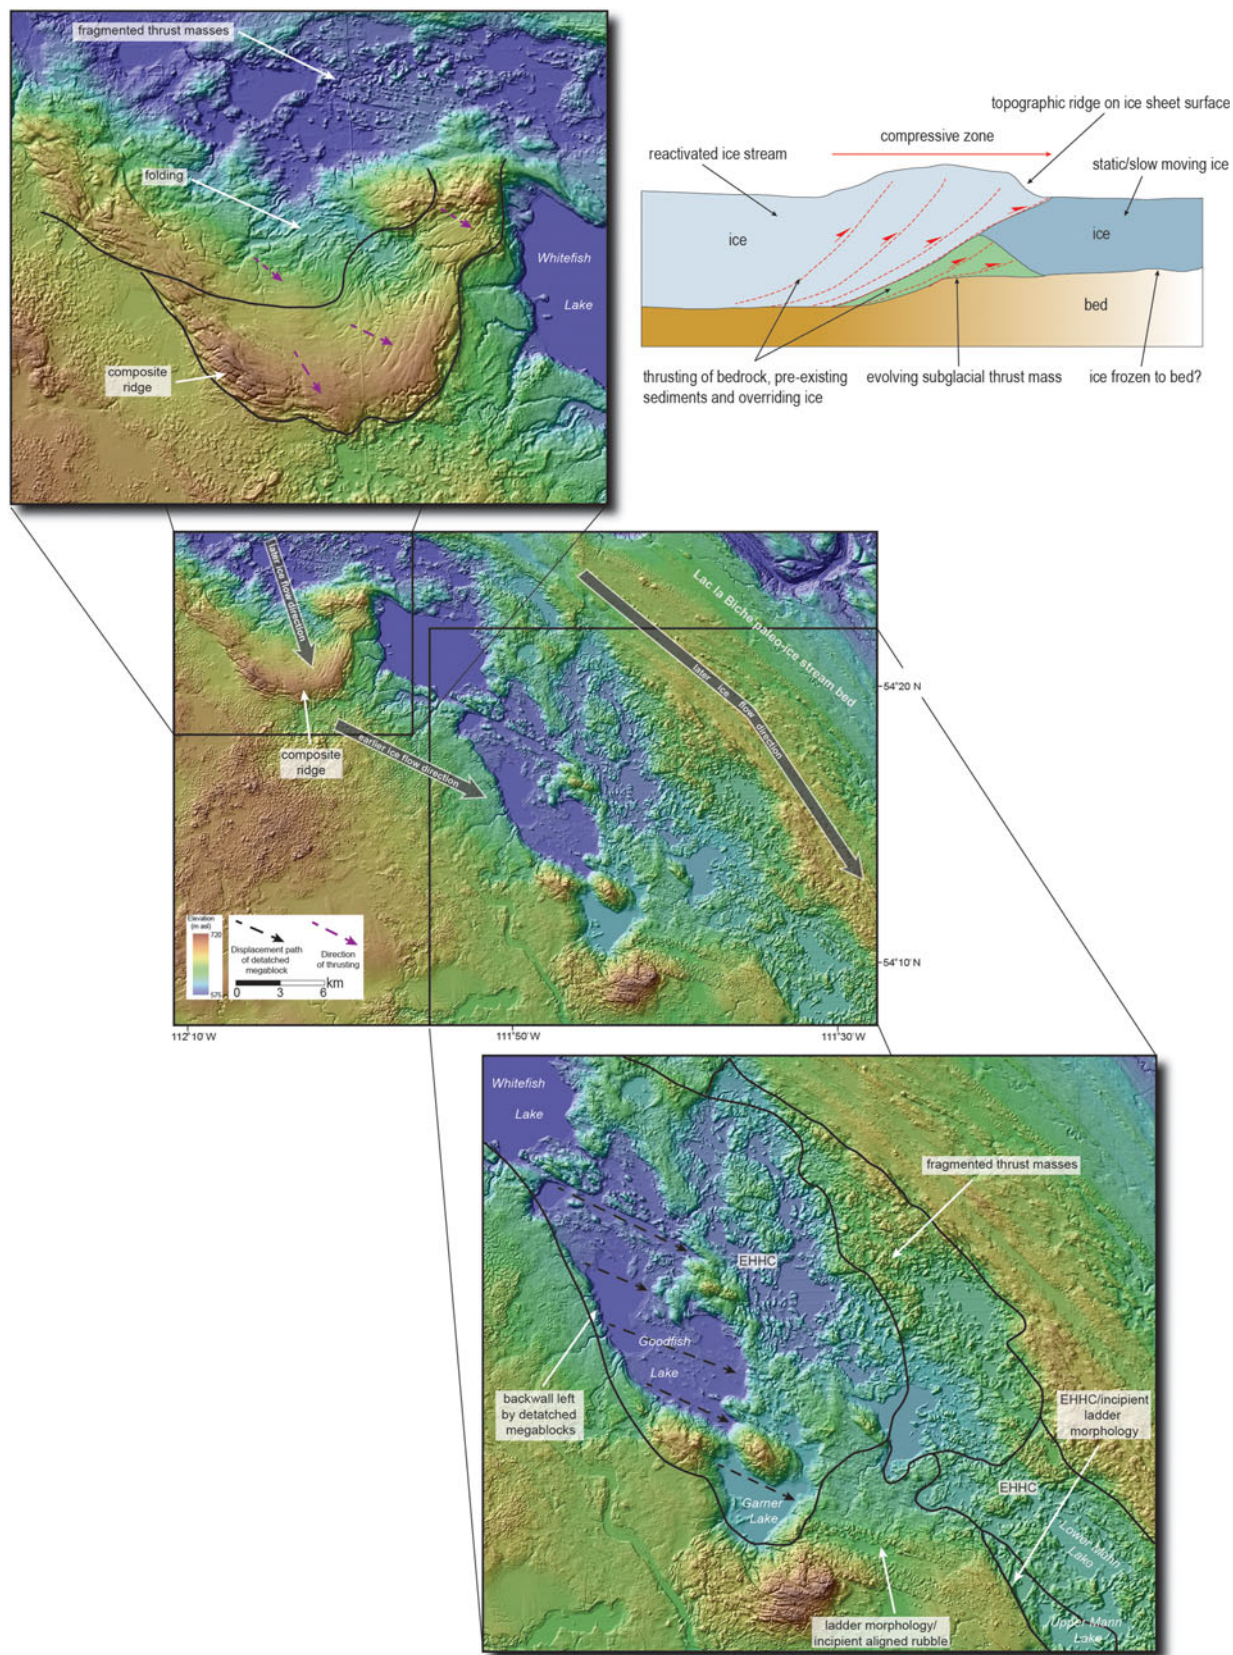 fragmented thrust masses
folding
Whitefish
Lake
composite
ridge
topographic ridge on ice sheet surface
compressive zone
reactivated ice stream
static/slow moving ice
ice
ice
bed
thrusting of bedrock, pre-existing
sediments and overriding ice
evolving subglacial thrust mass
ice frozen to bed?
later ice flow direction
Lac la Biche paleo-ice stream bed
later ice flow direction
54°20´N
composite
ridge
earlier ice flow direction
Elevation
(m asl)
720
575
Displacement path
of detatched
megablock
Direction
of thrusting
0 3 6 km
54°10´N
112°10´W
111°50´W
111°30´W
Whitefish
Lake
fragmented thrust masses
EHHC
Goodfish
Lake
backwall left
by detatched
megablocks
EHHC/incipient
ladder
morphology
EHHC
Garner
Lake
Lower Mann
Lake
Upper Mann
Lake
ladder morphology/
incipient aligned rubble